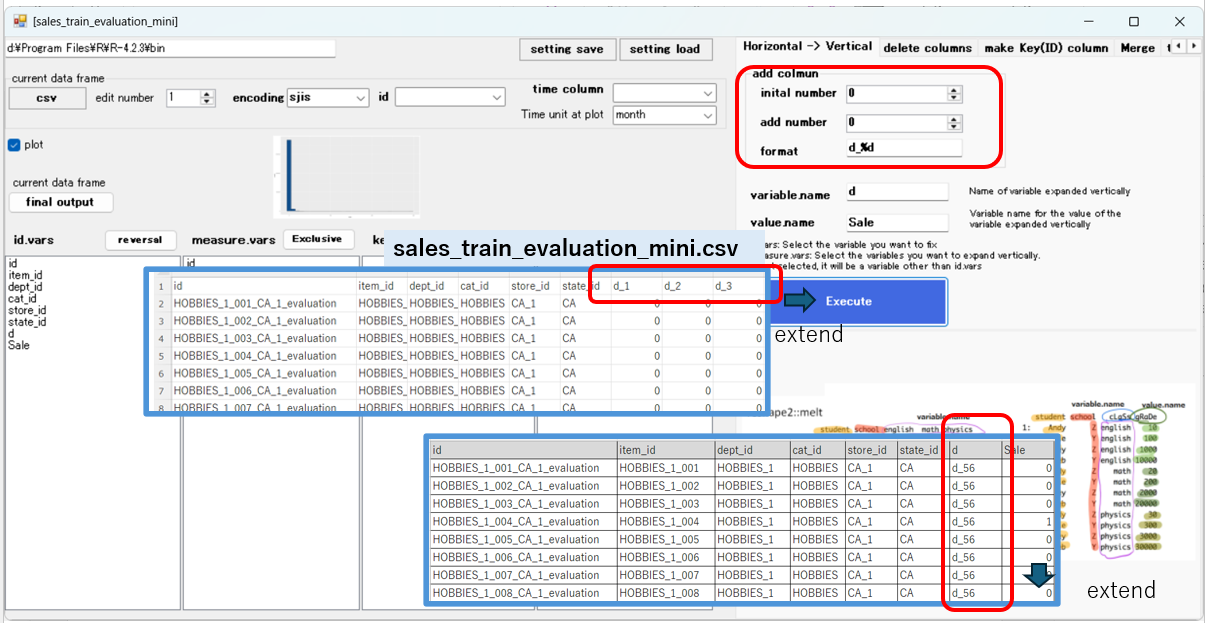 [sales_train_evaluation_mini]
d¥Program Files¥R¥R-4.2.3¥bin
setting save
setting load
current data frame
csv
edit number
1
encoding
sjis
id
time column
Time unit at plot
month
plot
current data frame
final output
id.vars
reversal
measure.vars
Exclusive
id
item_id
dept_id
cat_id
store_id
state_id
d
Sale
id
Horizontal -> Vertical
delete columns
make Key(ID) column
Merge
add colmun
inital number
0
add number
0
format
d_%d
variable.name
d
Name of variable expanded vertically
value.name
Sale
Variable name for the value of the
variable expanded vertically
vars: Select the variable you want to fix
easure.vars: Select the variables you want to expand vertically.
selected, it will be a variable other than id.vars
Execute
extend
sales_train_evaluation_mini.csv
1 id item_id dept_id cat_id store_id state_id d_1 d_2 d_3
2 HOBBIES_1_001_CA_1_evaluation HOBBIES_ HOBBIES_ HOBBIES CA_1 CA 0 0 0
3 HOBBIES_1_002_CA_1_evaluation HOBBIES_ HOBBIES_ HOBBIES CA_1 CA 0 0 0
4 HOBBIES_1_003_CA_1_evaluation HOBBIES_ HOBBIES_ HOBBIES CA_1 CA 0 0 0
5 HOBBIES_1_004_CA_1_evaluation HOBBIES_ HOBBIES_ HOBBIES CA_1 CA 0 0 0
6 HOBBIES_1_005_CA_1_evaluation HOBBIES_ HOBBIES_ HOBBIES CA_1 CA 0 0 0
7 HOBBIES_1_006_CA_1_evaluation HOBBIES_ HOBBIES_ HOBBIES CA_1 CA 0 0 0
8 HOBBIES_1_007_CA_1_evaluation HOBBIES_ HOBBIES_ HOBBIES CA_1 CA 0 0 0
ape2::melt
student school english math physics
variable.name value.name
student school cLaSs gRaDe
1: Andy Z english 10
Y english 100
Z english 1000
Y english 10000
Z math 20
Y math 200
Z math 2000
Y math 20000
Z physics 30
Y physics 300
Z physics 3000
Y physics 30000
id item_id dept_id cat_id store_id state_id d Sale
HOBBIES_1_001_CA_1_evaluation HOBBIES_1_001 HOBBIES_1 HOBBIES CA_1 CA d_56 0
HOBBIES_1_002_CA_1_evaluation HOBBIES_1_002 HOBBIES_1 HOBBIES CA_1 CA d_56 0
HOBBIES_1_003_CA_1_evaluation HOBBIES_1_003 HOBBIES_1 HOBBIES CA_1 CA d_56 0
HOBBIES_1_004_CA_1_evaluation HOBBIES_1_004 HOBBIES_1 HOBBIES CA_1 CA d_56 1
HOBBIES_1_005_CA_1_evaluation HOBBIES_1_005 HOBBIES_1 HOBBIES CA_1 CA d_56 0
HOBBIES_1_006_CA_1_evaluation HOBBIES_1_006 HOBBIES_1 HOBBIES CA_1 CA d_56 0
HOBBIES_1_007_CA_1_evaluation HOBBIES_1_007 HOBBIES_1 HOBBIES CA_1 CA d_56 0
HOBBIES_1_008_CA_1_evaluation HOBBIES_1_008 HOBBIES_1 HOBBIES CA_1 CA d_56 0
extend